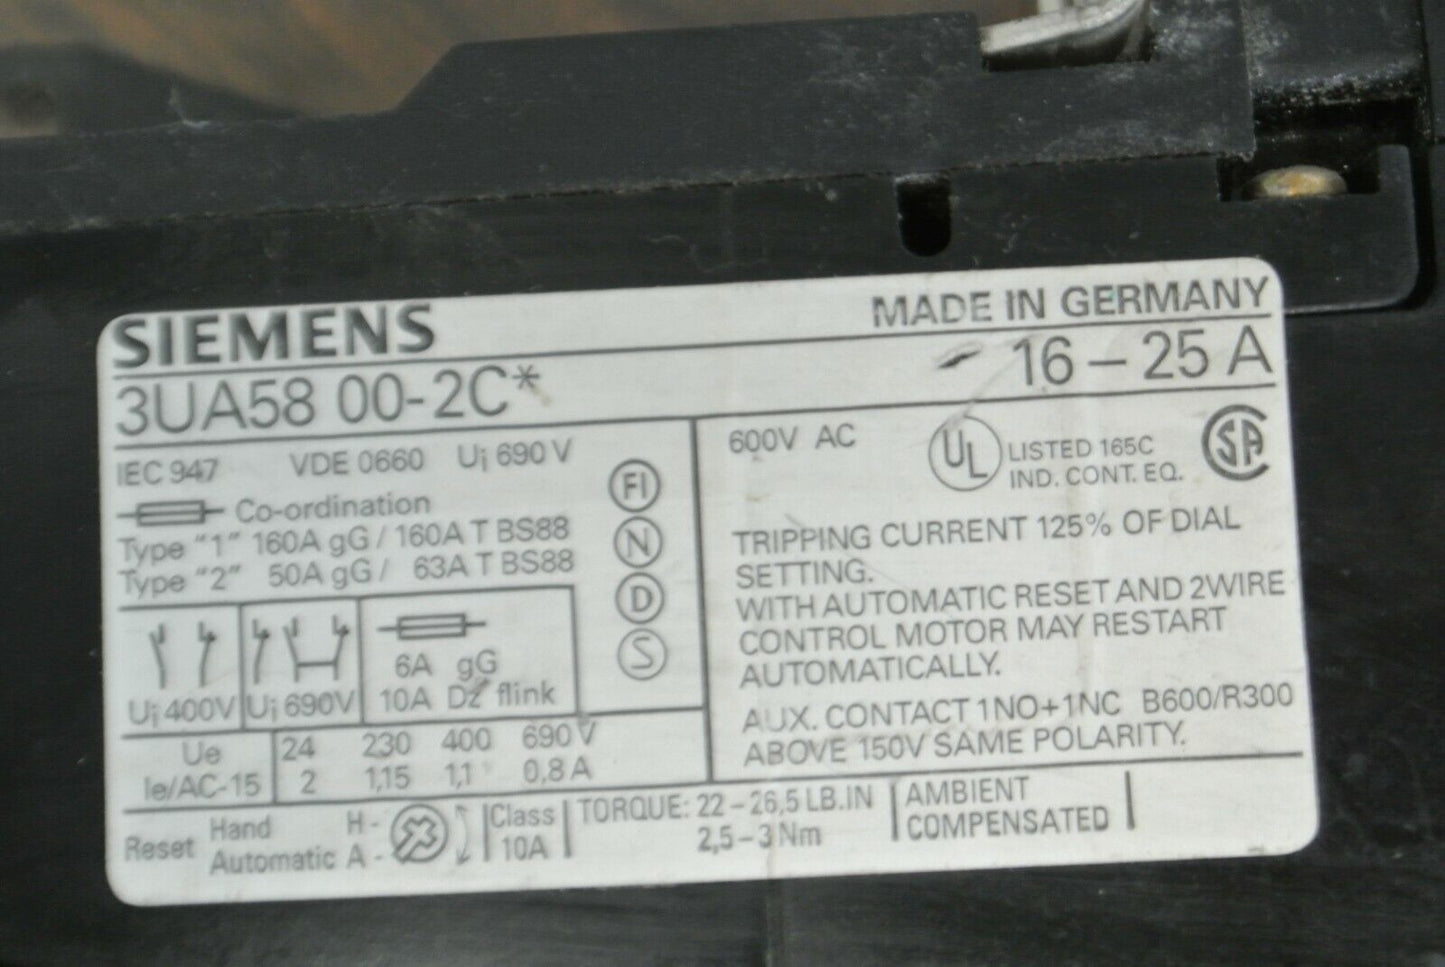 SIEMENS MADE IN GERMANY
3UA58 00-2C* 16 – 25 A
IEC 947 VDE 0660 Ui 690 V
Co-ordination
Type "1" 160A gG / 160A T BS88
Type "2" 50A gG / 63A T BS88
FI
N
D
S
6A gG
10A Dz flink
Ui 400V Ui 690V
Ue 24 230 400 690 V
Ie/AC-15 2 1,15 1,1 0,8 A
600V AC UL LISTED 165C SA
IND. CONT. EQ.
TRIPPING CURRENT 125% OF DIAL
SETTING.
WITH AUTOMATIC RESET AND 2WIRE
CONTROL MOTOR MAY RESTART
AUTOMATICALLY.
AUX. CONTACT 1NO+1NC B600/R300
ABOVE 150V SAME POLARITY.
Reset Hand H -
Automatic A -
Class
10A
TORQUE: 22 – 26,5 LB.IN
2,5 – 3 Nm
AMBIENT
COMPENSATED